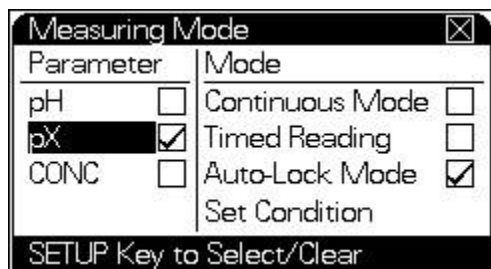 Measuring Mode
Parameter Mode
pH Continuous Mode
pX Timed Reading
CONC Auto-Lock Mode
Set Condition
SETUP Key to Select/Clear